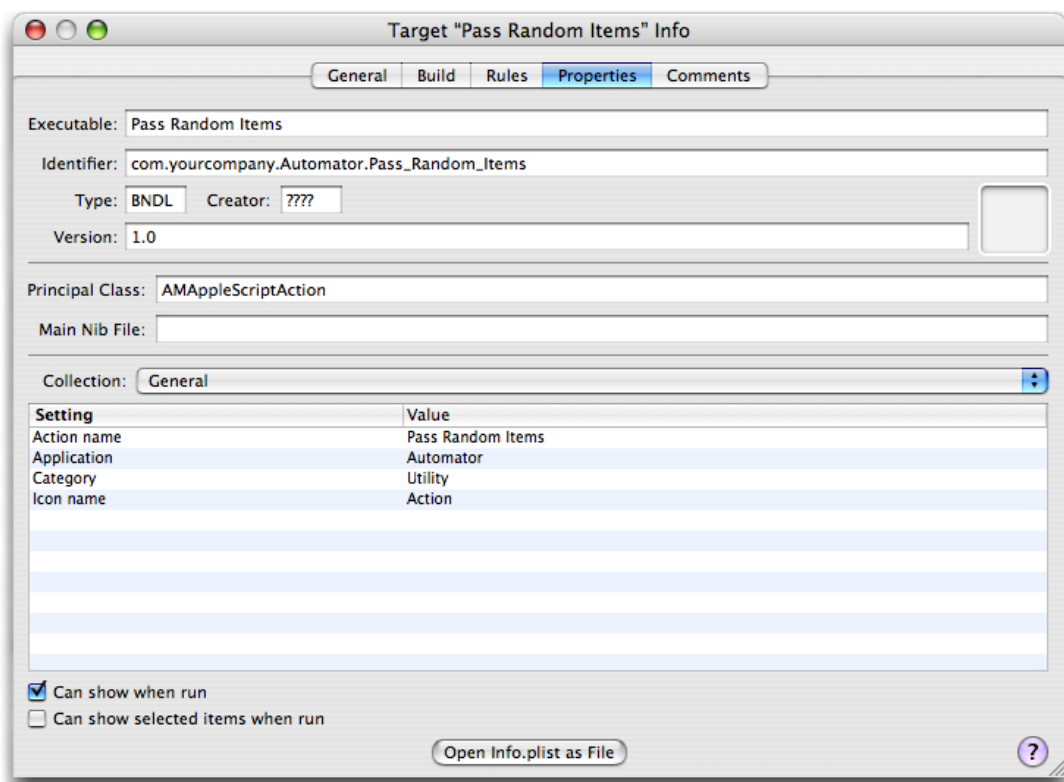 Target “Pass Random Items” Info
General Build Rules Properties Comments
Executable: Pass Random Items
Identifier: com.yourcompany.Automator.Pass_Random_Items
Type: BNDL Creator: ????
Version: 1.0
Principal Class: AMAppleScriptAction
Main Nib File:
Collection: General
Setting Value
Action name Pass Random Items
Application Automator
Category Utility
Icon name Action
Can show when run
Can show selected items when run
Open Info.plist as File ?